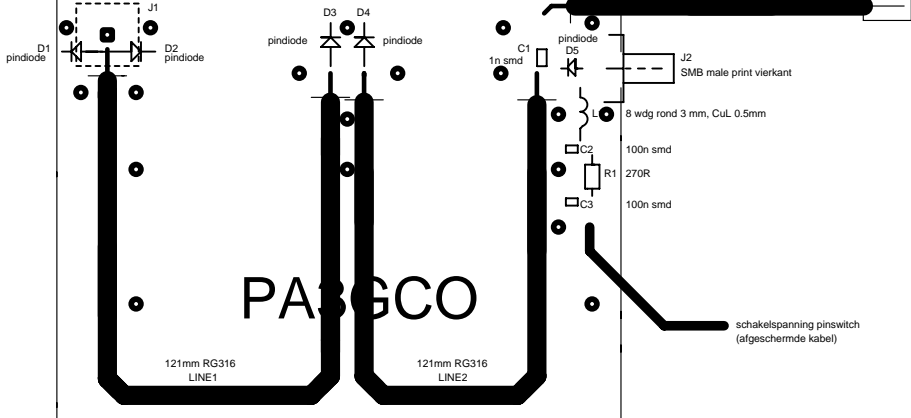 J1
D3 D4
D1 pindiode
D2 pindiode
pindiode
pindiode
C1
1n smd
pindiode
D5
J2
SMB male print vierkant
L
8 wdg rond 3 mm, CuL 0.5mm
C2
100n smd
R1
270R
C3
100n smd
PA3GCO
schakelspanning pinswitch
(afgeschermde kabel)
121mm RG316
LINE1
121mm RG316
LINE2